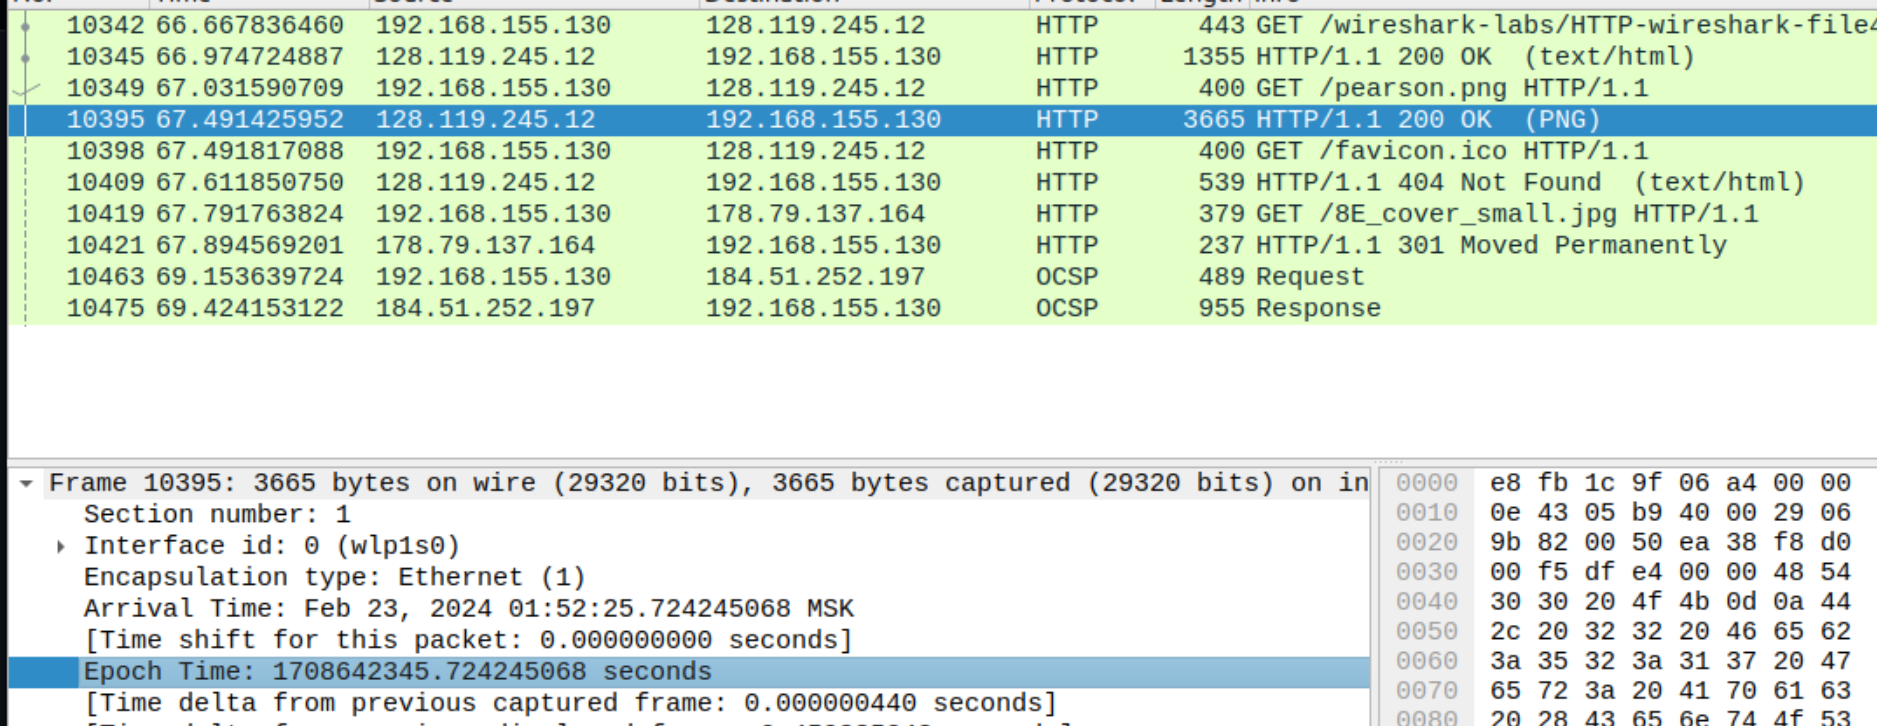 No. Time Source Destination Protocol Length Info
10342 66.667836460 192.168.155.130 128.119.245.12 HTTP 443 GET /wireshark-labs/HTTP-wireshark-file4
10345 66.974724887 128.119.245.12 192.168.155.130 HTTP 1355 HTTP/1.1 200 OK (text/html)
10349 67.031590709 192.168.155.130 128.119.245.12 HTTP 400 GET /pearson.png HTTP/1.1
10395 67.491425952 128.119.245.12 192.168.155.130 HTTP 3665 HTTP/1.1 200 OK (PNG)
10398 67.491817088 192.168.155.130 128.119.245.12 HTTP 400 GET /favicon.ico HTTP/1.1
10409 67.611850750 128.119.245.12 192.168.155.130 HTTP 539 HTTP/1.1 404 Not Found (text/html)
10419 67.791763824 192.168.155.130 178.79.137.164 HTTP 379 GET /8E_cover_small.jpg HTTP/1.1
10421 67.894569201 178.79.137.164 192.168.155.130 HTTP 237 HTTP/1.1 301 Moved Permanently
10463 69.153639724 192.168.155.130 184.51.252.197 OCSP 489 Request
10475 69.424153122 184.51.252.197 192.168.155.130 OCSP 955 Response
Frame 10395: 3665 bytes on wire (29320 bits), 3665 bytes captured (29320 bits) on in
Section number: 1
Interface id: 0 (wlp1s0)
Encapsulation type: Ethernet (1)
Arrival Time: Feb 23, 2024 01:52:25.724245068 MSK
[Time shift for this packet: 0.000000000 seconds]
Epoch Time: 1708642345.724245068 seconds
[Time delta from previous captured frame: 0.000000440 seconds]
0000 e8 fb 1c 9f 06 a4 00 00
0010 0e 43 05 b9 40 00 29 06
0020 9b 82 00 50 ea 38 f8 d0
0030 00 f5 df e4 00 00 48 54
0040 30 30 20 4f 4b 0d 0a 44
0050 2c 20 32 32 20 46 65 62
0060 3a 35 32 3a 31 37 20 47
0070 65 72 3a 20 41 70 61 63
0080 20 28 43 65 6e 74 4f 53